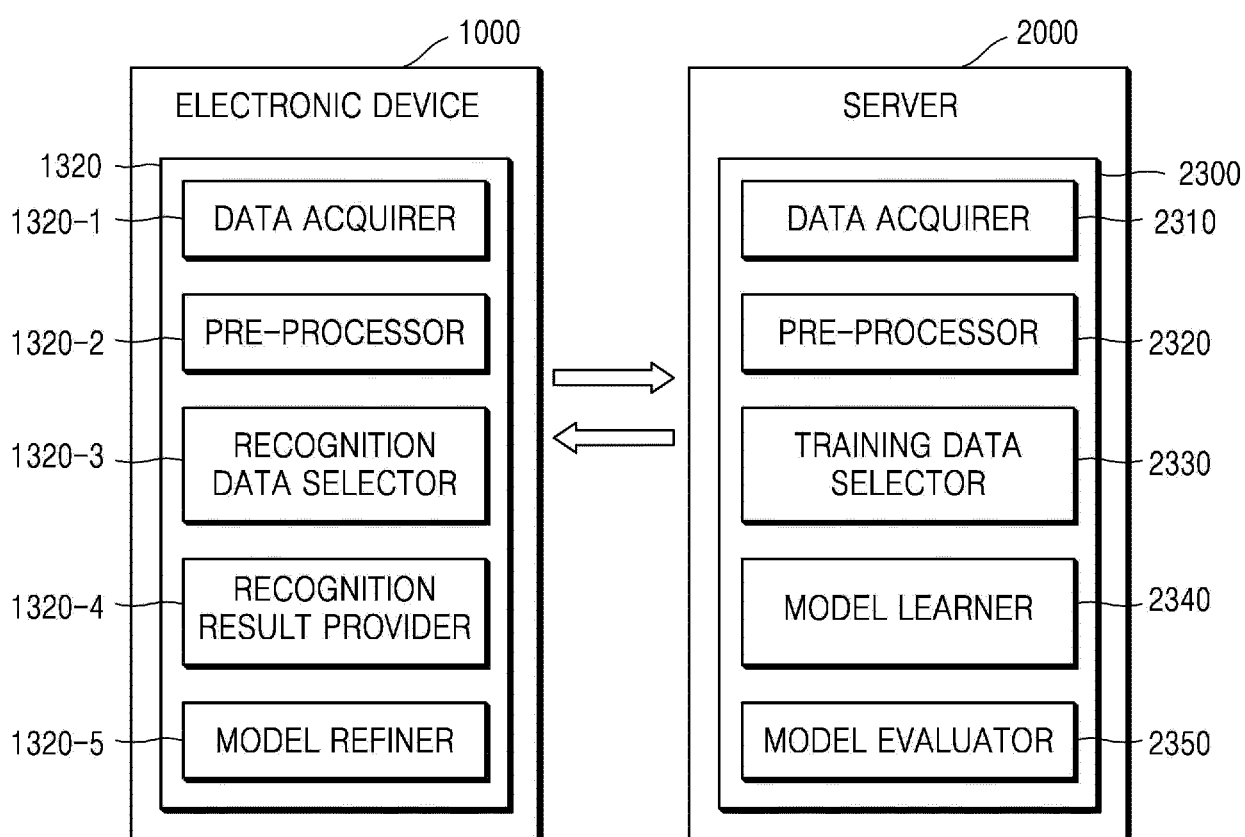 1000
2000
ELECTRONIC DEVICE
SERVER
1320
2300
1320-1
DATA ACQUIRER
DATA ACQUIRER
2310
1320-2
PRE-PROCESSOR
PRE-PROCESSOR
2320
1320-3
RECOGNITION
DATA SELECTOR
TRAINING DATA
SELECTOR
2330
1320-4
RECOGNITION
RESULT PROVIDER
MODEL LEARNER
2340
1320-5
MODEL REFINER
MODEL EVALUATOR
2350